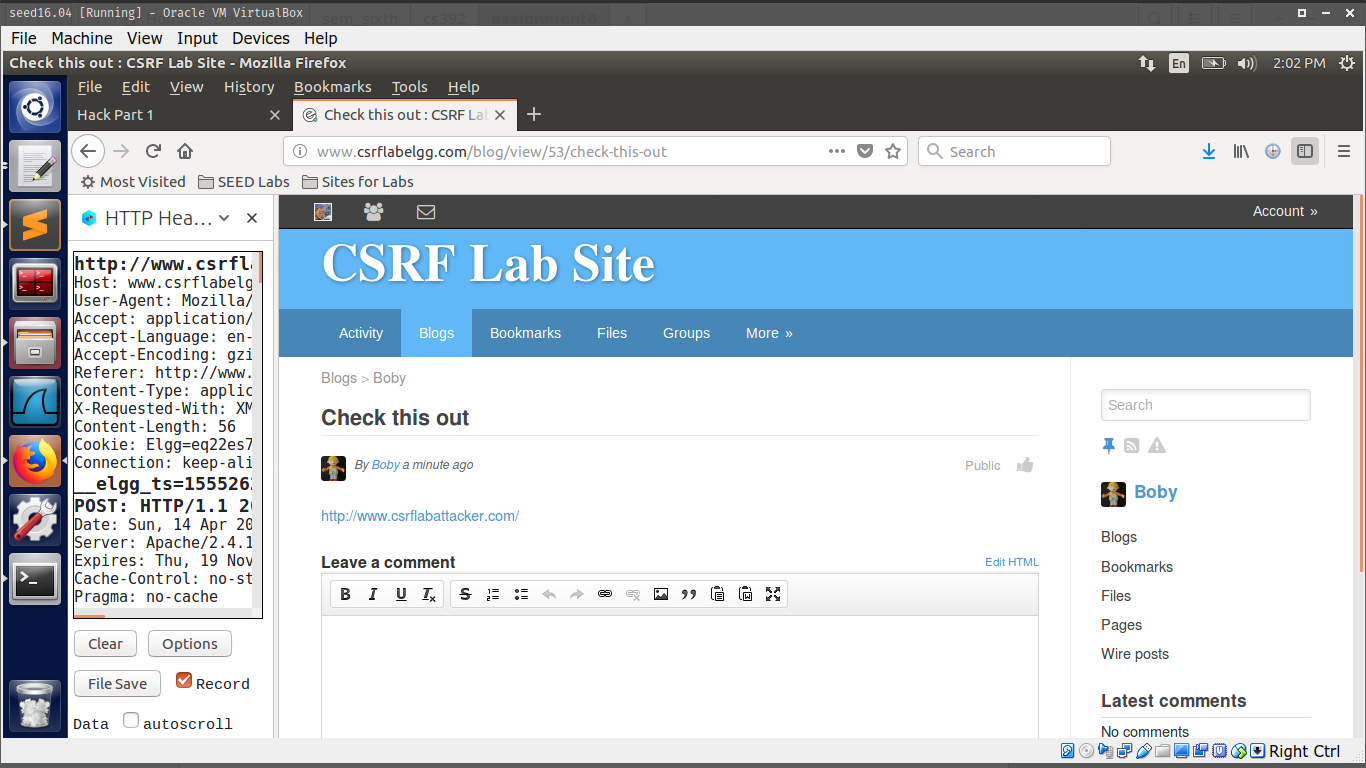 seed16.04 [Running] - Oracle VM VirtualBox
File Machine View Input Devices Help
Check this out : CSRF Lab Site - Mozilla Firefox
En
2:02 PM
File Edit View History Bookmarks Tools Help
Hack Part 1
Check this out : CSRF La
www.csrflabelgg.com/blog/view/53/check-this-out
Search
Most Visited
SEED Labs
Sites for Labs
HTTP Hea...
http://www.csrfl
Host: www.csrflabelg
User-Agent: Mozilla/
Accept: application/
Accept-Language: en-
Accept-Encoding: gzi
Referer: http://www.
Content-Type: applic
X-Requested-With: XM
Content-Length: 56
Cookie: Elgg=eq22es7
Connection: keep-ali
__elgg_ts=1555262
POST: HTTP/1.1 20
Date: Sun, 14 Apr 20
Server: Apache/2.4.1
Expires: Thu, 19 Nov
Cache-Control: no-st
Pragma: no-cache
Clear
Options
File Save
Record
Data
autoscroll
Account »
CSRF Lab Site
Activity
Blogs
Bookmarks
Files
Groups
More »
Blogs > Boby
Check this out
By Boby a minute ago
Public
http://www.csrflabattacker.com/
Leave a comment
Edit HTML
Search
Boby
Blogs
Bookmarks
Files
Pages
Wire posts
Latest comments
No comments
Right Ctrl